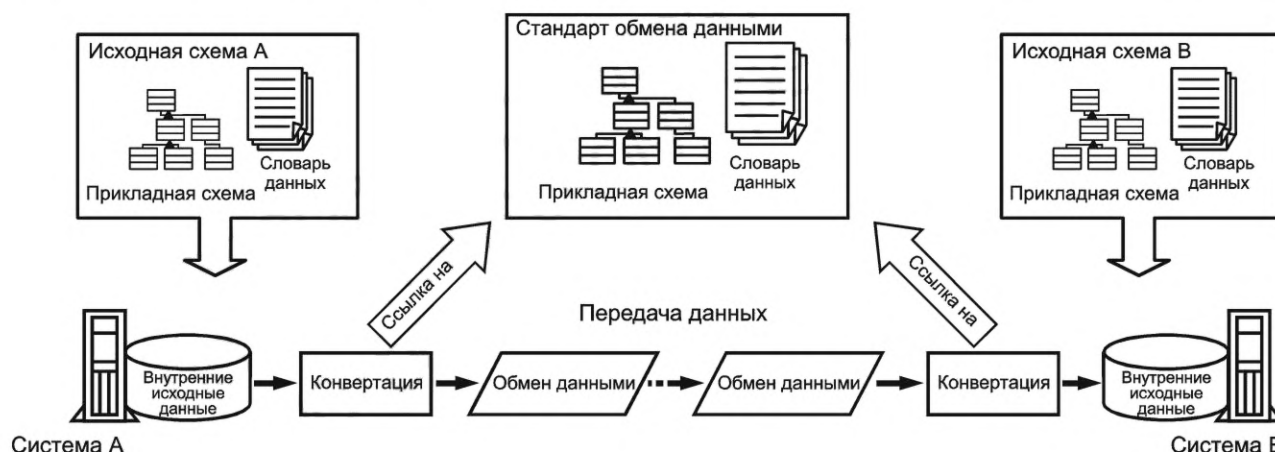 Исходная схема А
Словарь
данных
Прикладная схема
Стандарт обмена данными
Словарь
данных
Прикладная схема
Исходная схема В
Словарь
данных
Прикладная схема
Ссылка на
Ссылка на
Передача данных
Внутренние
исходные
данные
Конвертация
Обмен данными
Обмен данными
Конвертация
Внутренние
исходные
данные
Система А
Система В